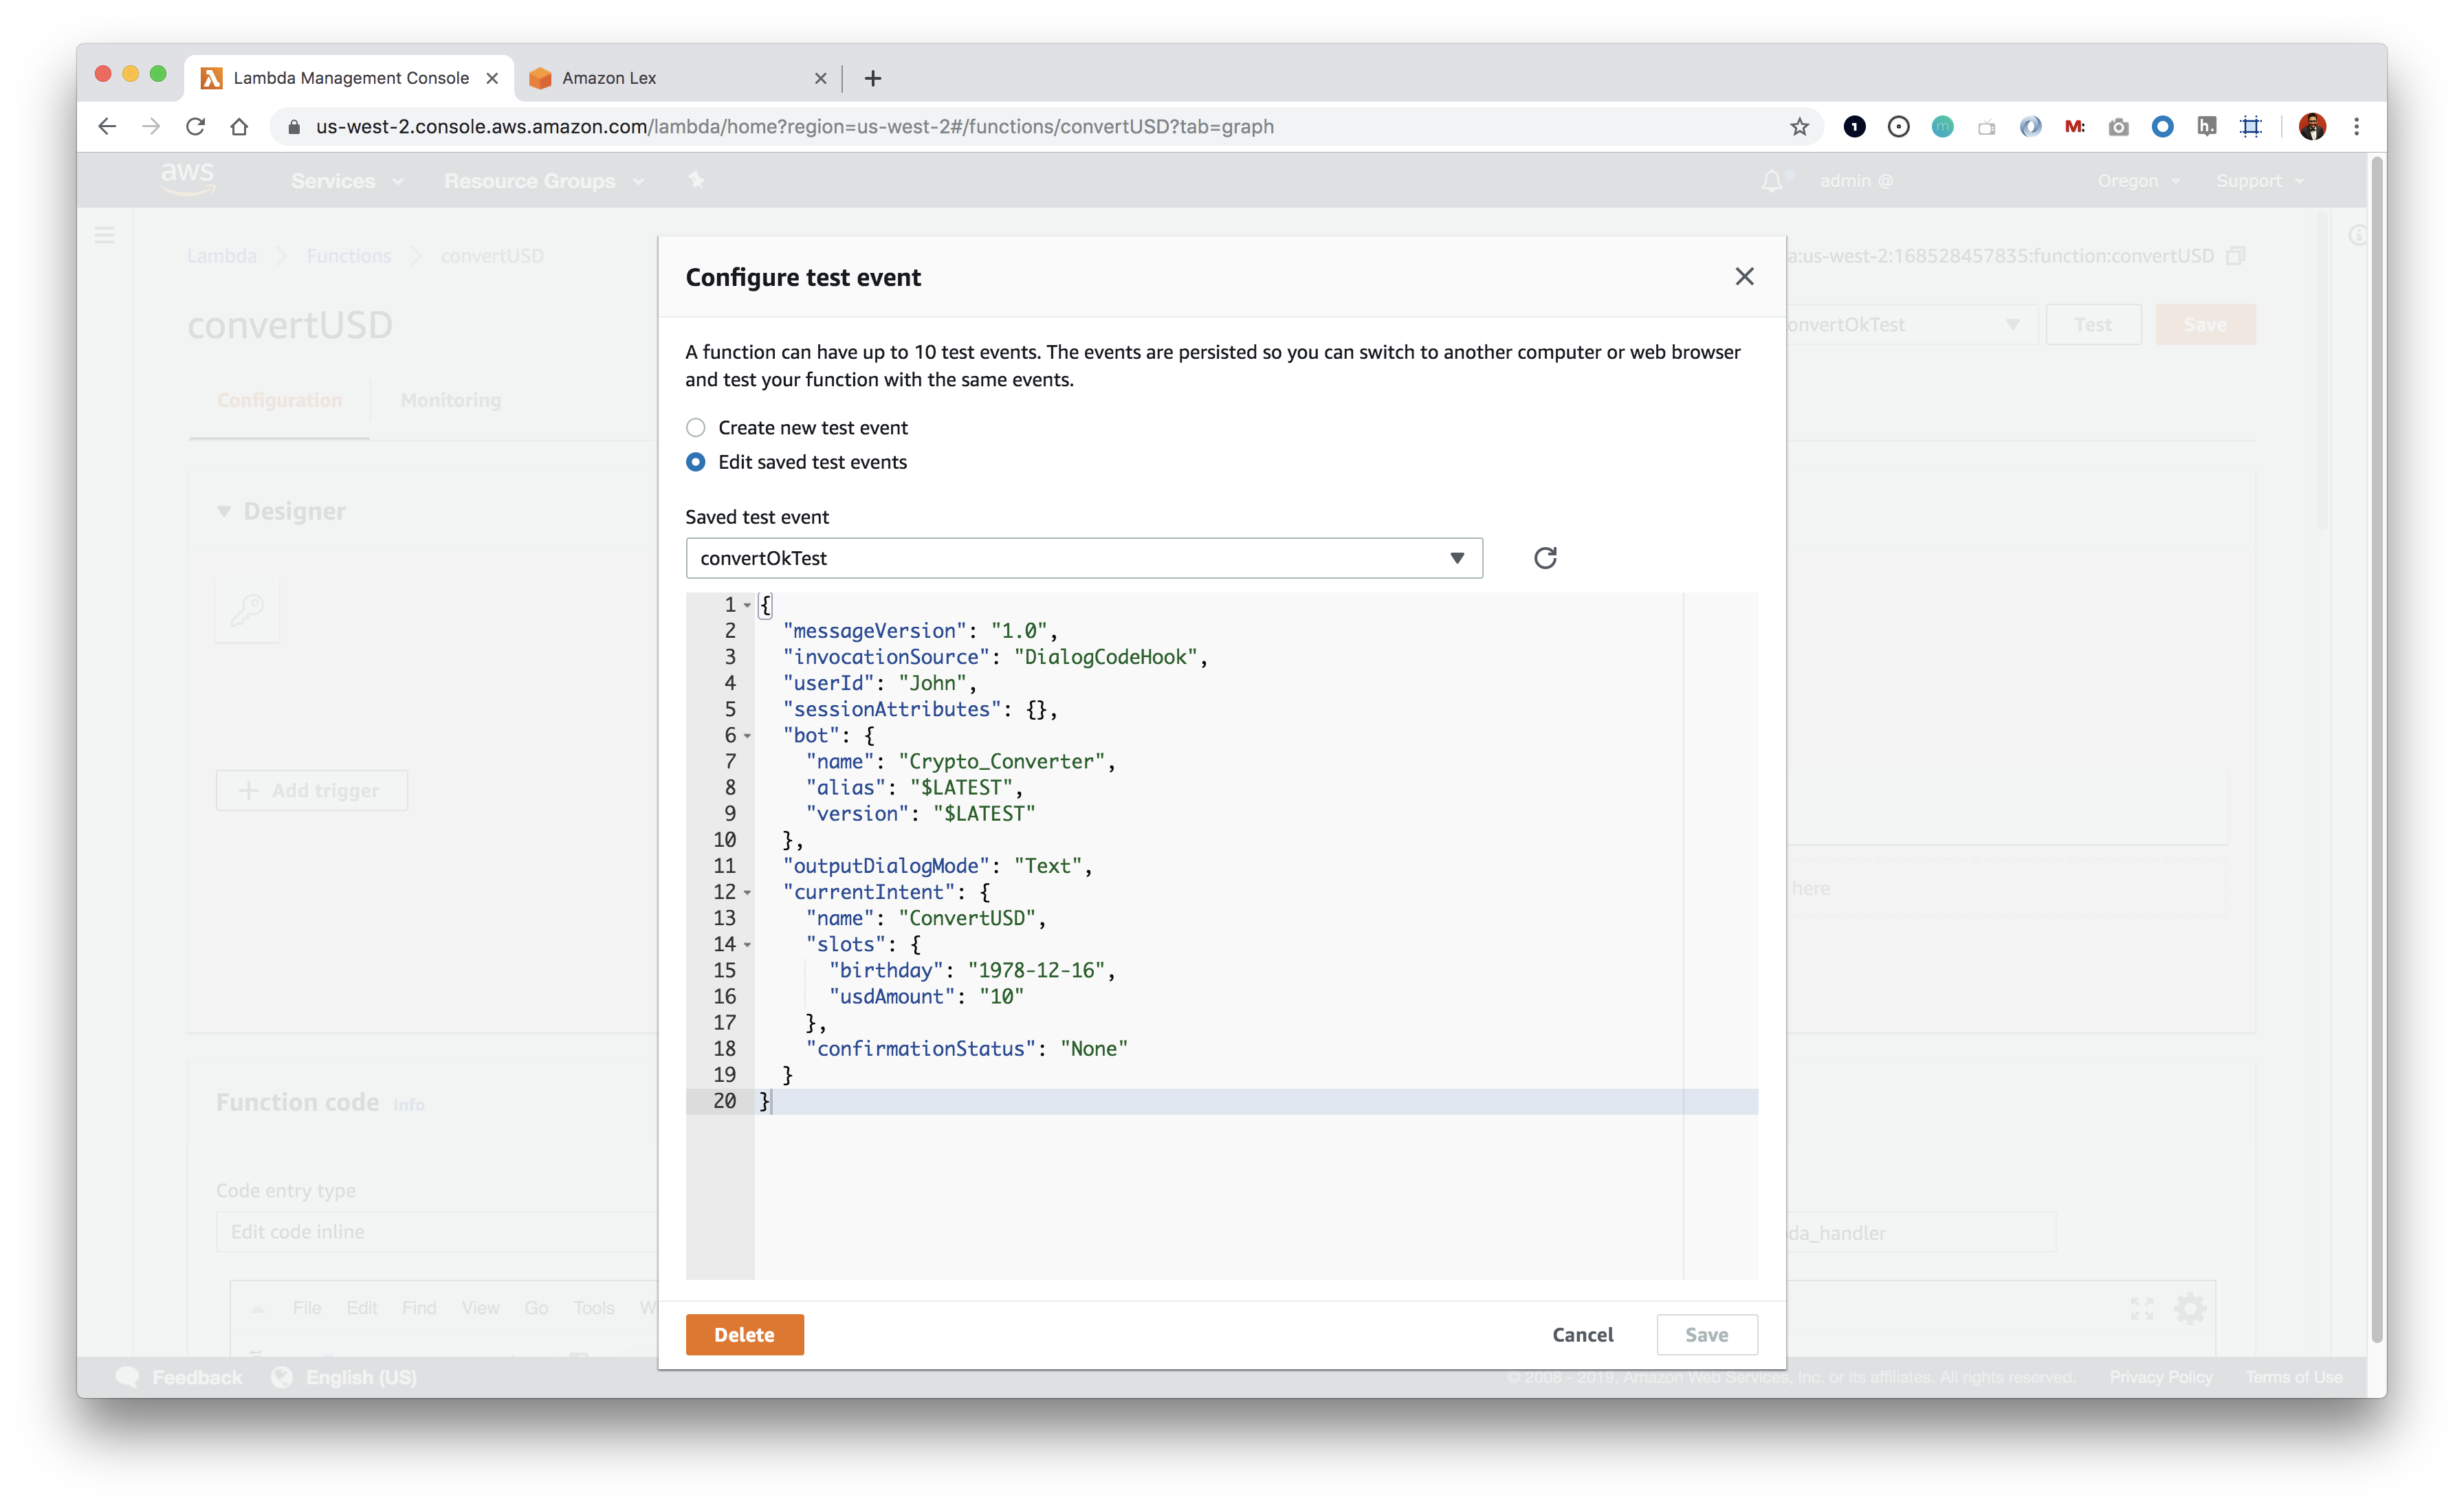 Lambda Management Console
Amazon Lex
us-west-2.console.aws.amazon.com/lambda/home?region=us-west-2#/functions/convertUSD?tab=graph
aws
Services
Resource Groups
admin @
Oregon
Support
Lambda
Functions
convertUSD
a:us-west-2:168528457835:function:convertUSD
convertUSD
onvertOkTest
Test
Save
Configuration
Monitoring
Designer
Add trigger
here
Function code Info
Code entry type
Edit code inline
da_handler
File Edit Find View Go Tools W
Configure test event
A function can have up to 10 test events. The events are persisted so you can switch to another computer or web browser
and test your function with the same events.
Create new test event
Edit saved test events
Saved test event
convertOkTest
1 {
2 "messageVersion": "1.0",
3 "invocationSource": "DialogCodeHook",
4 "userId": "John",
5 "sessionAttributes": {},
6 "bot": {
7 "name": "Crypto_Converter",
8 "alias": "$LATEST",
9 "version": "$LATEST"
10 },
11 "outputDialogMode": "Text",
12 "currentIntent": {
13 "name": "ConvertUSD",
14 "slots": {
15 "birthday": "1978-12-16",
16 "usdAmount": "10"
17 },
18 "confirmationStatus": "None"
19 }
20 }
Delete
Cancel
Save
Feedback
English (US)
© 2008 - 2019, Amazon Web Services, Inc. or its affiliates. All rights reserved.
Privacy Policy
Terms of Use